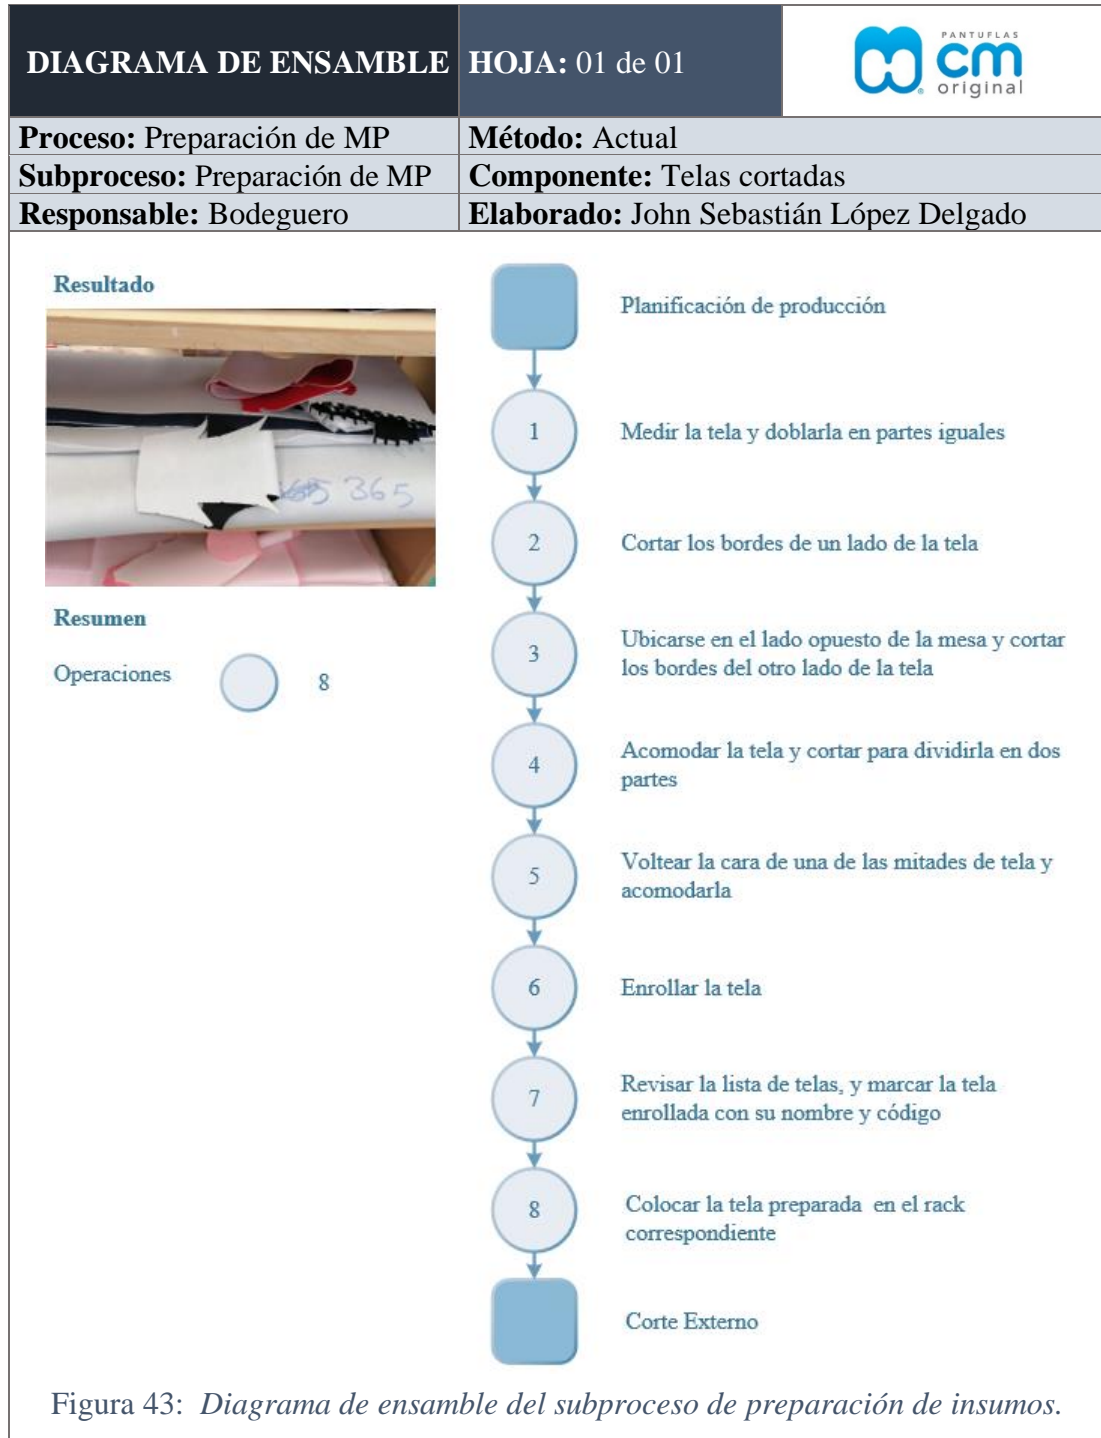 DIAGRAMA DE ENSAMBLE
HOJA: 01 de 01
PANTUFLAS
cm
original
Proceso: Preparación de MP
Método: Actual
Subproceso: Preparación de MP
Componente: Telas cortadas
Responsable: Bodeguero
Elaborado: John Sebastián López Delgado
Resultado
365
Resumen
Operaciones
8
Planificación de producción
1
Medir la tela y doblarla en partes iguales
2
Cortar los bordes de un lado de la tela
3
Ubicarse en el lado opuesto de la mesa y cortar
los bordes del otro lado de la tela
4
Acomodar la tela y cortar para dividirla en dos
partes
5
Voltear la cara de una de las mitades de tela y
acomodarla
6
Enrollar la tela
7
Revisar la lista de telas, y marcar la tela
enrollada con su nombre y código
8
Colocar la tela preparada en el rack
correspondiente
Corte Externo
Figura 43: Diagrama de ensamble del subproceso de preparación de insumos.